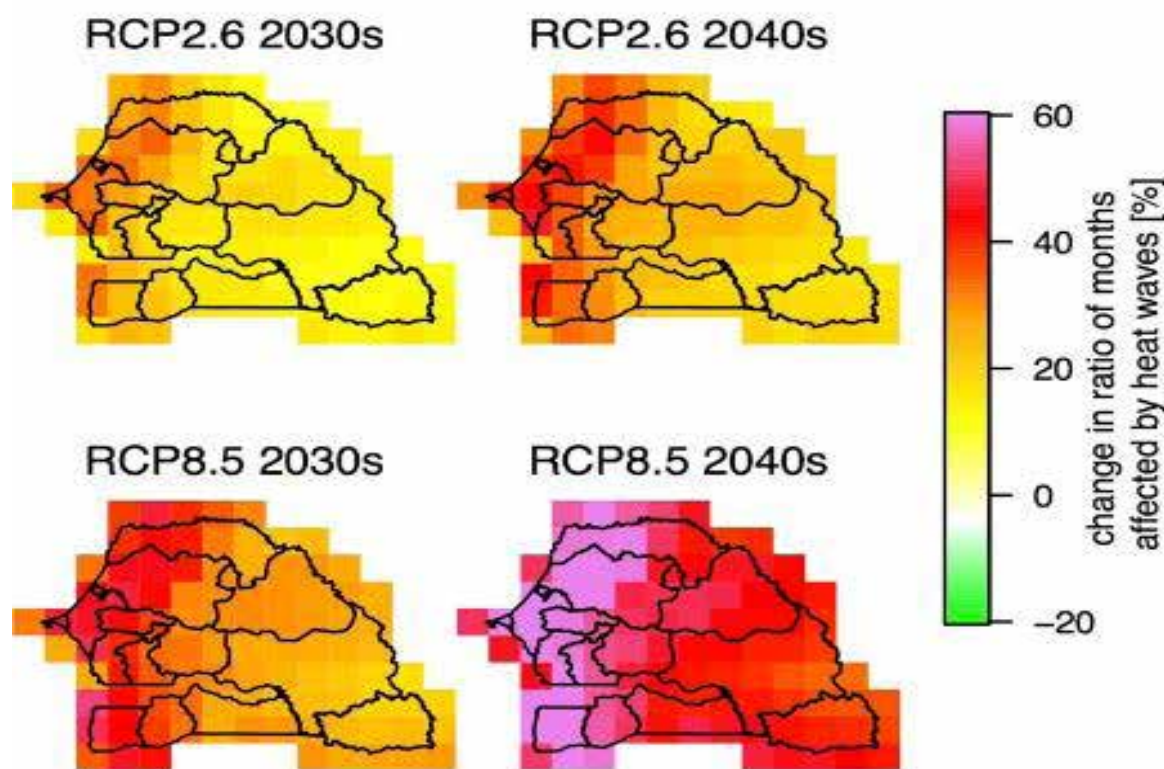 RCP2.6 2030s
RCP2.6 2040s
60
40
20
0
−20
change in ratio of months
affected by heat waves [%]
RCP8.5 2030s
RCP8.5 2040s